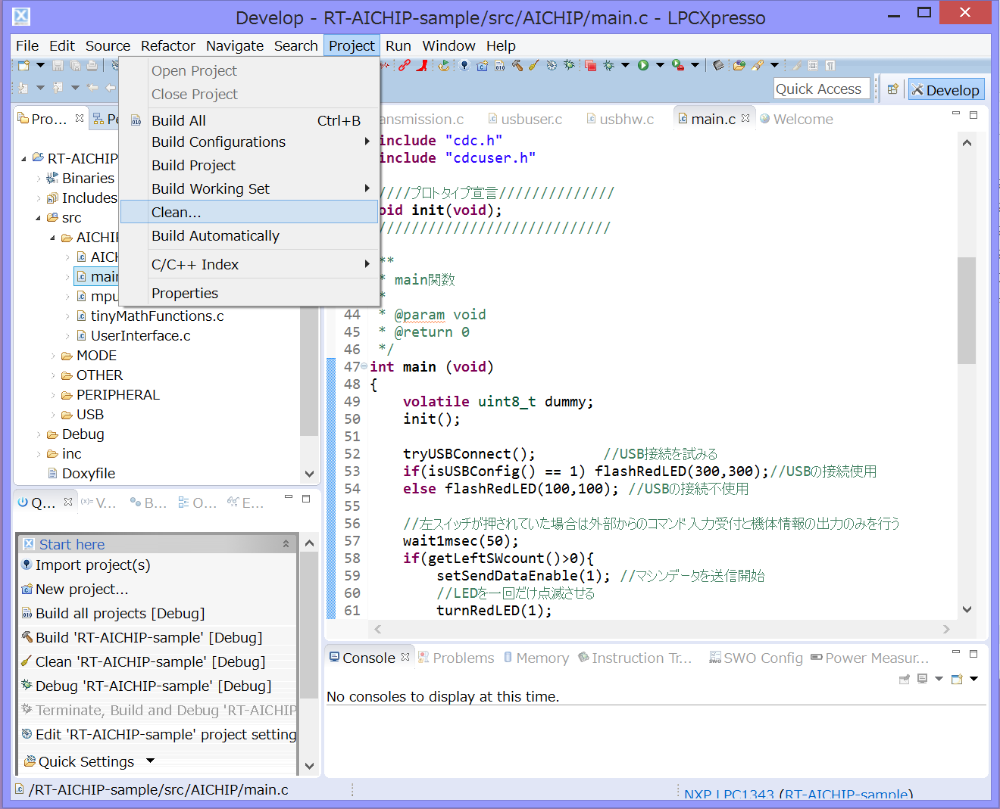 Develop - RT-AICHIP-sample/src/AICHIP/main.c - LPCXpresso
File Edit Source Refactor Navigate Search Project Run Window Help
Quick Access
Develop
Open Project
Close Project
Build All Ctrl+B
Build Configurations
Build Project
Build Working Set
Clean...
Build Automatically
C/C++ Index
Properties
Pro...
RT-AICHIP
Binaries
Includes
src
AICHIP
AICH
main
mpu
tinyMathFunctions.c
UserInterface.c
MODE
OTHER
PERIPHERAL
USB
Debug
inc
Doxyfile
Q... V... B... O... E...
Start here
Import project(s)
New project...
Build all projects [Debug]
Build 'RT-AICHIP-sample' [Debug]
Clean 'RT-AICHIP-sample' [Debug]
Debug 'RT-AICHIP-sample' [Debug]
Terminate, Build and Debug 'RT-AICHIP
Edit 'RT-AICHIP-sample' project setting
Quick Settings
ansmission.c usbuser.c usbhw.c main.c Welcome
include "cdc.h"
include "cdcuser.h"
////プロトタイプ宣言//////////////
oid init(void);
////////////////////////////
**
* main関数
*
44 * @param void
45 * @return 0
46 */
47 int main (void)
48 {
49 volatile uint8_t dummy;
50 init();
51
52 tryUSBConnect(); //USB接続を試みる
53 if(isUSBConfig() == 1) flashRedLED(300,300);//USBの接続使用
54 else flashRedLED(100,100); //USBの接続不使用
55
56 //左スイッチが押されていた場合は外部からのコマンド入力受付と機体情報の出力のみを行う
57 wait1msec(50);
58 if(getLeftSWcount()>0){
59 setSendDataEnable(1); //マシンデータを送信開始
60 //LEDを一回だけ点滅させる
61 turnRedLED(1);
Console Problems Memory Instruction Tr... SWO Config Power Measur...
No consoles to display at this time.
/RT-AICHIP-sample/src/AICHIP/main.c
NXP LPC1343 (RT-AICHIP-sample)